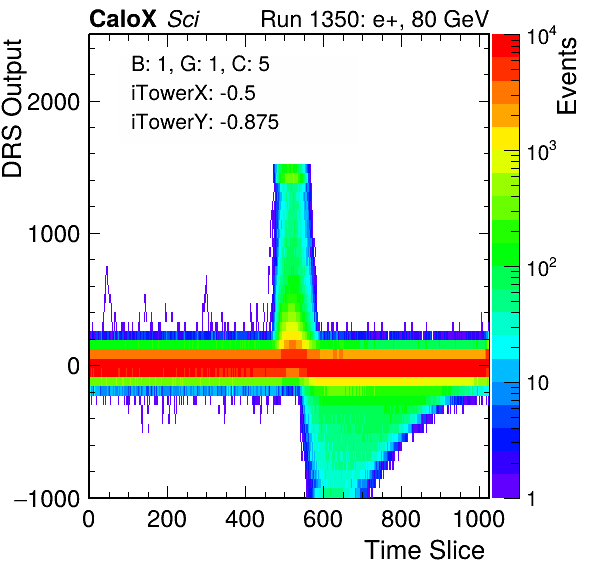 CaloX Sci Run 1350: e+, 80 GeV
B: 1, G: 1, C: 5
iTowerX: -0.5
iTowerY: -0.875
DRS Output
2000
1000
0
−1000
0 200 400 600 800 1000
Time Slice
Events
10^4
10^3
10^2
10
1